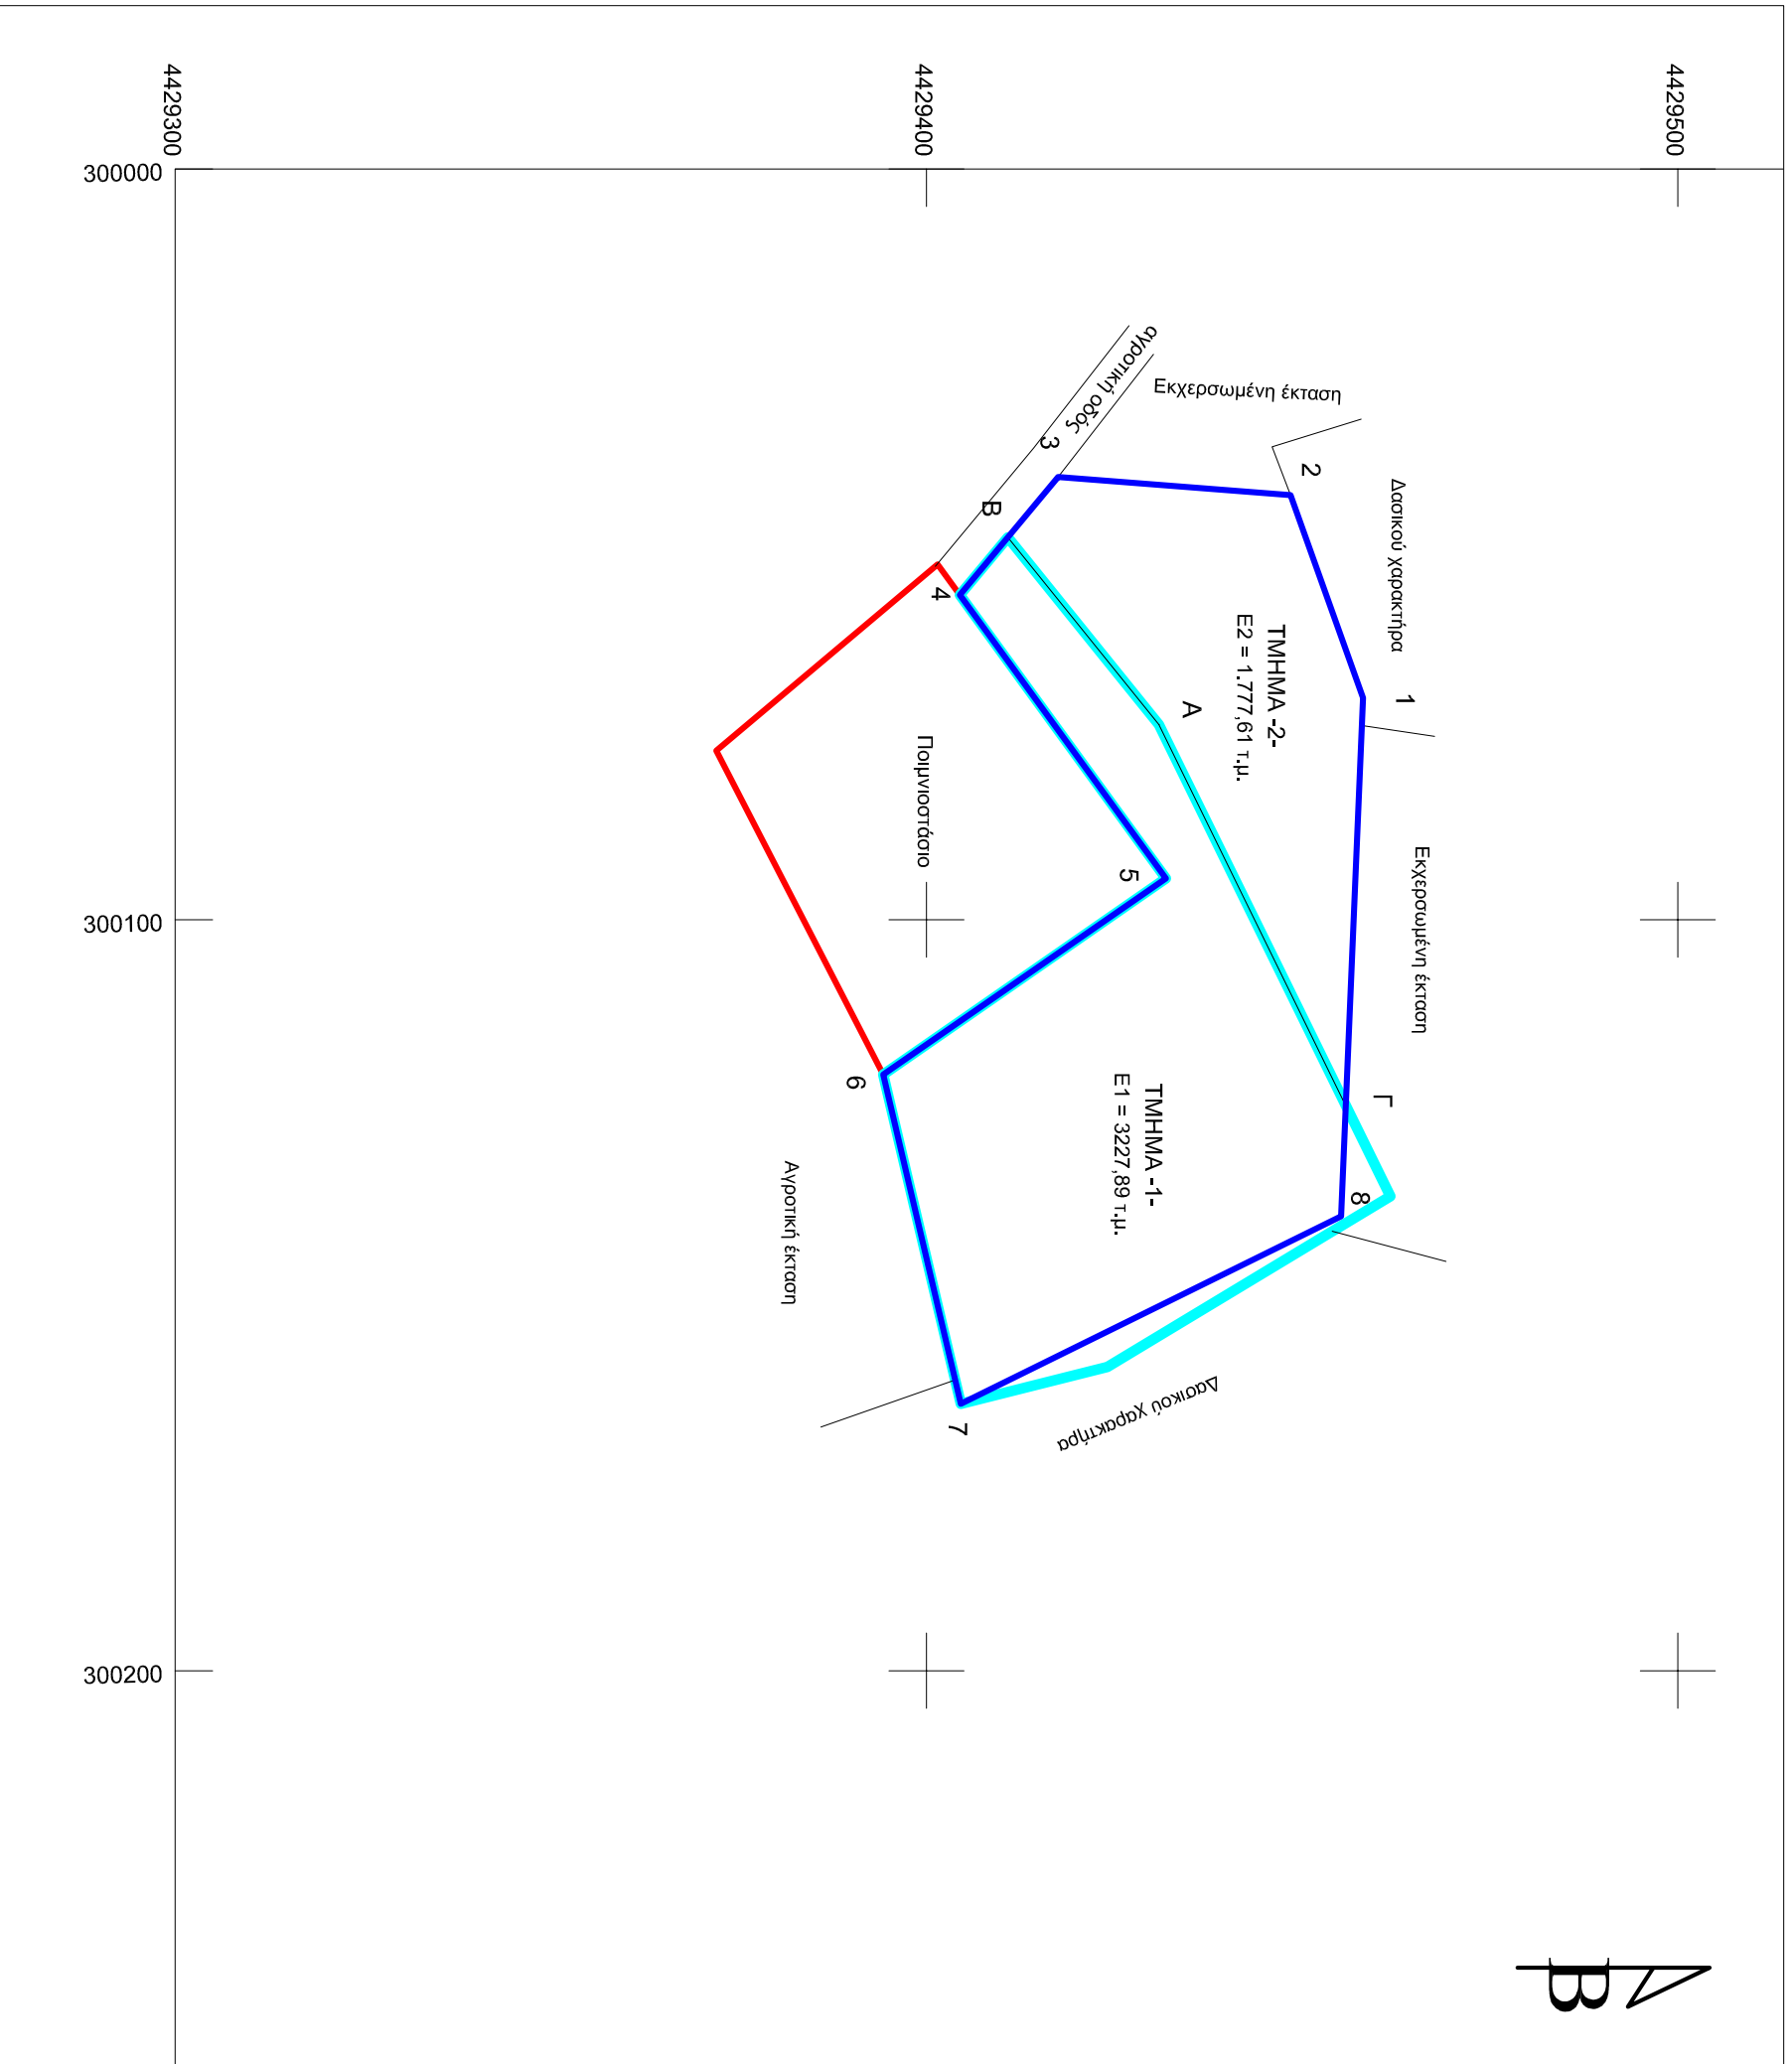 4429300
4429400
4429500
300000
300100
300200
αγροτική οδός
Εκχερσωμένη έκταση
Δασικού χαρακτήρα
3
2
Β
4
1
Α
ΤΜΗΜΑ -2-
Ε2 = 1.777,61 τ.μ.
Ποιμνιοστάσιο
5
Εκχερσωμένη έκταση
6
Γ
ΤΜΗΜΑ -1-
Ε1 = 3227,89 τ.μ.
8
Αγροτική έκταση
7
Δασικού χαρακτήρα
Β